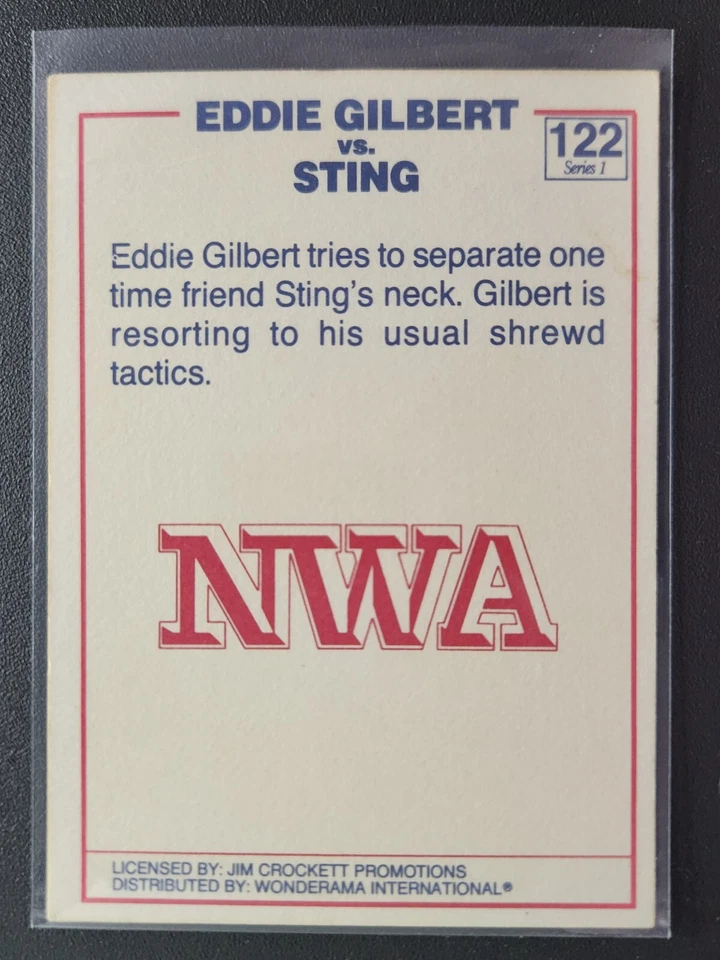 EDDIE GILBERT
vs.
STING
122
Series 1
Eddie Gilbert tries to separate one
time friend Sting's neck. Gilbert is
resorting to his usual shrewd
tactics.
NWA
LICENSED BY: JIM CROCKETT PROMOTIONS
DISTRIBUTED BY: WONDERAMA INTERNATIONAL®